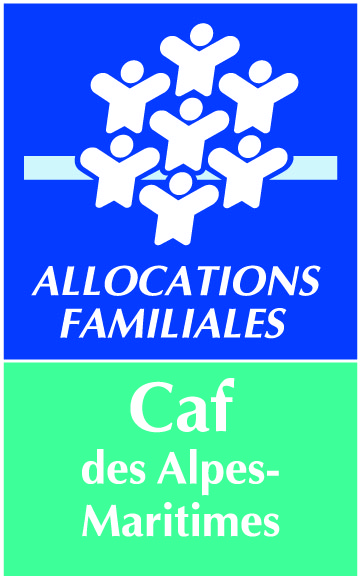 ALLOCATIONS
FAMILIALES
Caf
des Alpes-
Maritimes